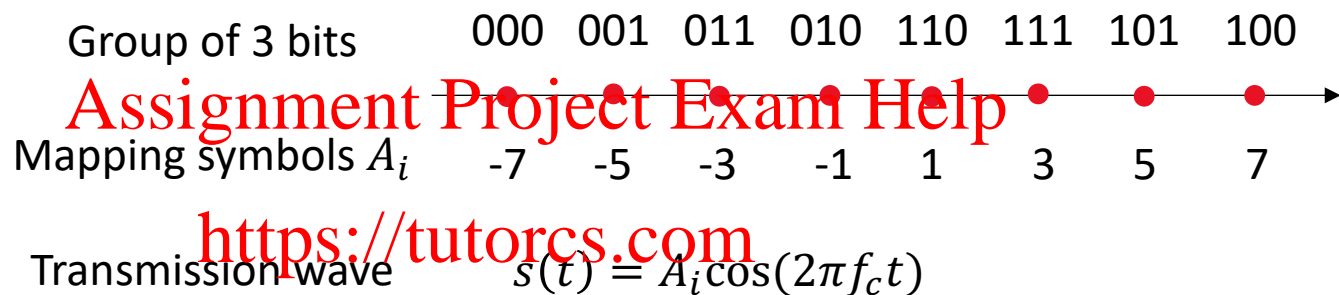 Group of 3 bits 000 001 011 010 110 111 101 100
Assignment Project Exam Help
Mapping symbols A_i -7 -5 -3 -1 1 3 5 7
https://tutorcs.com
Transmission wave s(t) = A_i cos(2πf_c t)